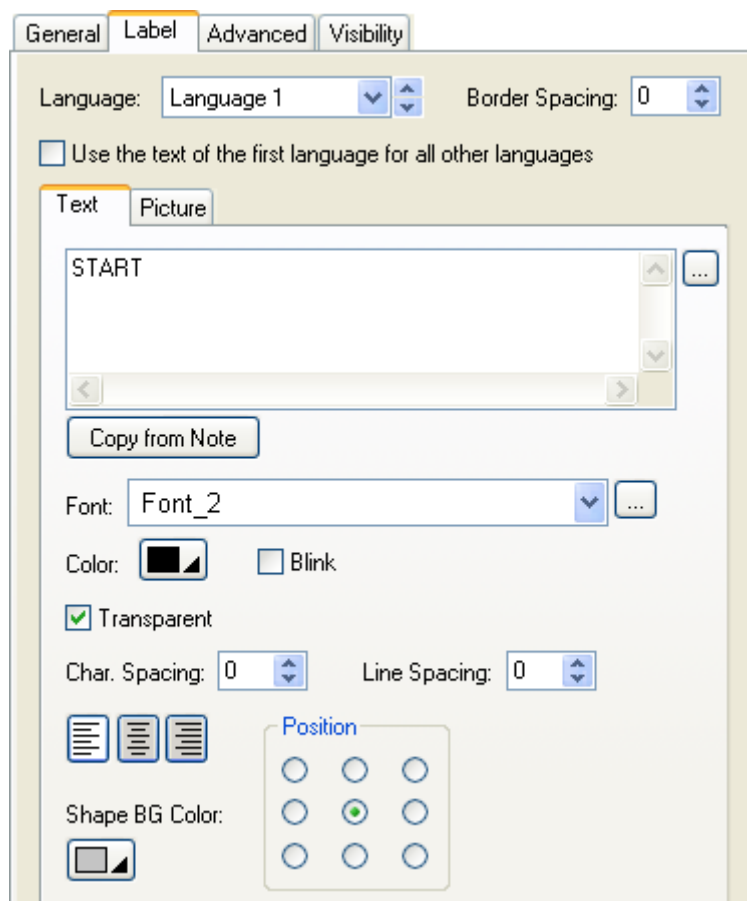 General Label Advanced Visibility
Language: Language 1 Border Spacing: 0
Use the text of the first language for all other languages
Text Picture
START
...
Copy from Note
Font: Font_2 ...
Color: Blink
Transparent
Char. Spacing: 0 Line Spacing: 0
Position
Shape BG Color: